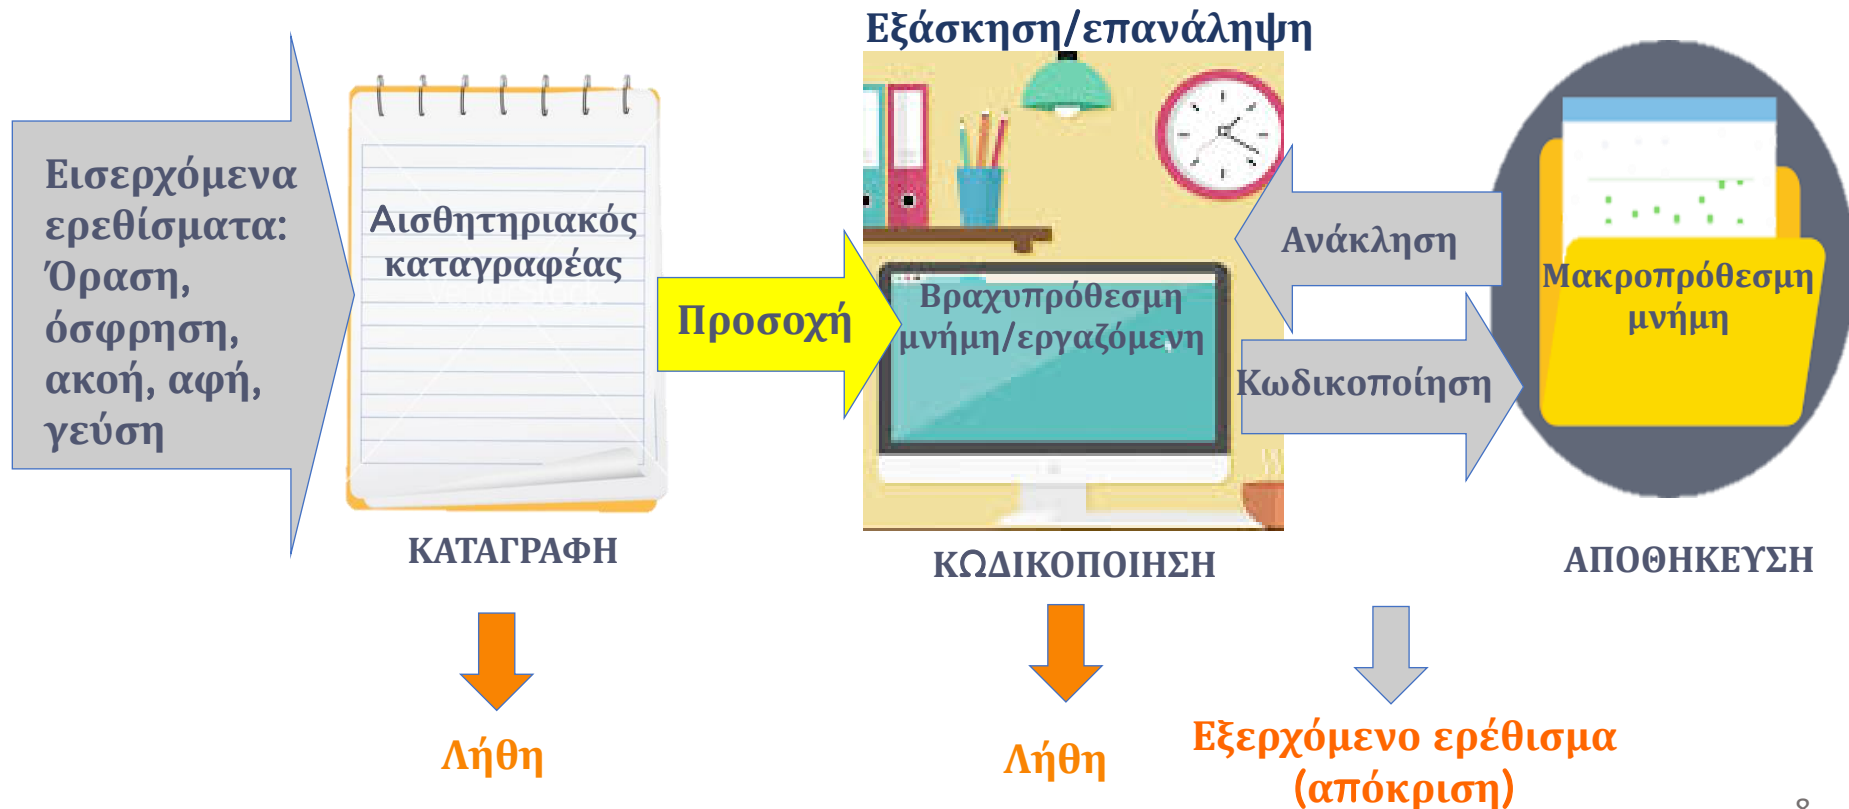 Εξάσκηση/επανάληψη
Εισερχόμενα
ερεθίσματα:
Όραση,
όσφρηση,
ακοή, αφή,
γεύση
Αισθητηριακός
καταγραφέας
Προσοχή
Βραχυπρόθεσμη
μνήμη/εργαζόμενη
Ανάκληση
Κωδικοποίηση
Μακροπρόθεσμη
μνήμη
ΚΑΤΑΓΡΑΦΗ
ΚΩΔΙΚΟΠΟΙΗΣΗ
ΑΠΟΘΗΚΕΥΣΗ
Λήθη
Λήθη
Εξερχόμενο ερέθισμα
(απόκριση)